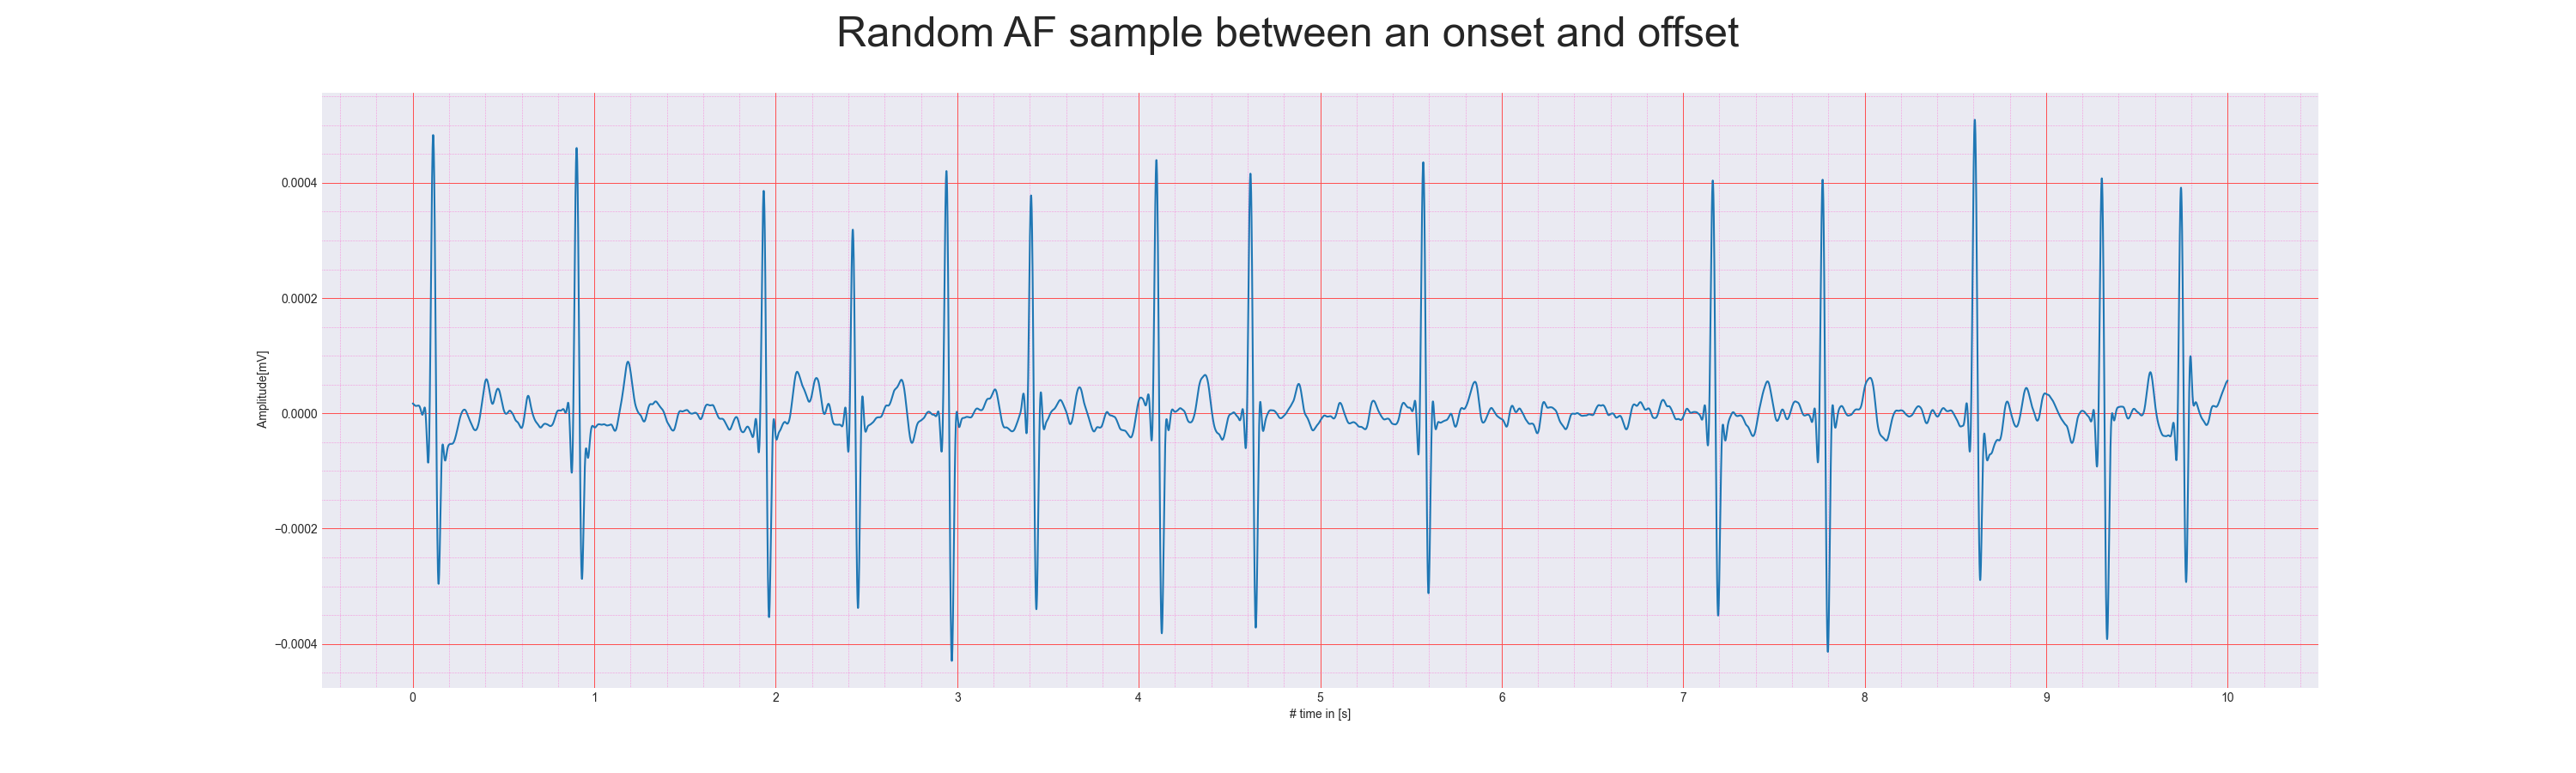 Random AF sample between an onset and offset
Amplitude[mV]
0.0004
0.0002
0.0000
−0.0002
−0.0004
0 1 2 3 4 5 6 7 8 9 10
# time in [s]